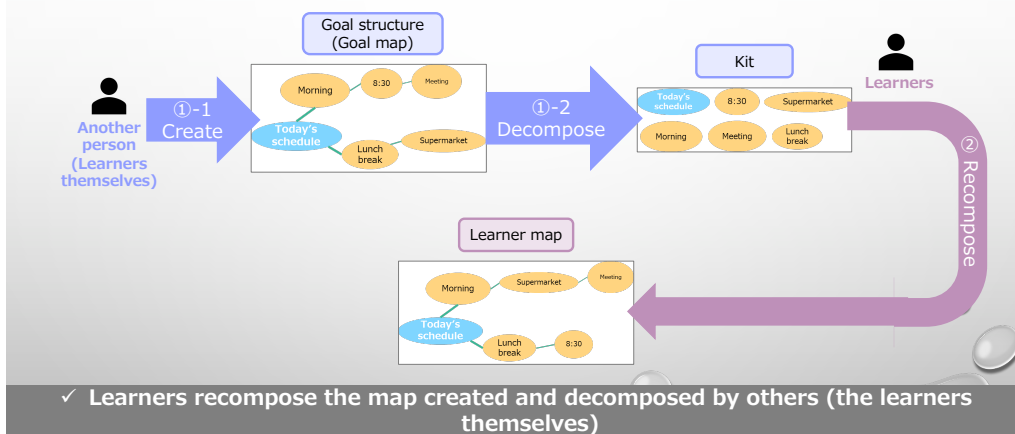 Goal structure
(Goal map)
Kit
Learners
Another
person
(Learners
themselves)
①-1
Create
Morning
8:30
Meeting
Today's
schedule
Lunch
break
Supermarket
①-2
Decompose
Today's
schedule
8:30
Supermarket
Morning
Meeting
Lunch
break
② Recompose
Learner map
Morning
Supermarket
Meeting
Today's
schedule
Lunch
break
8:30
✓ Learners recompose the map created and decomposed by others (the learners
themselves)